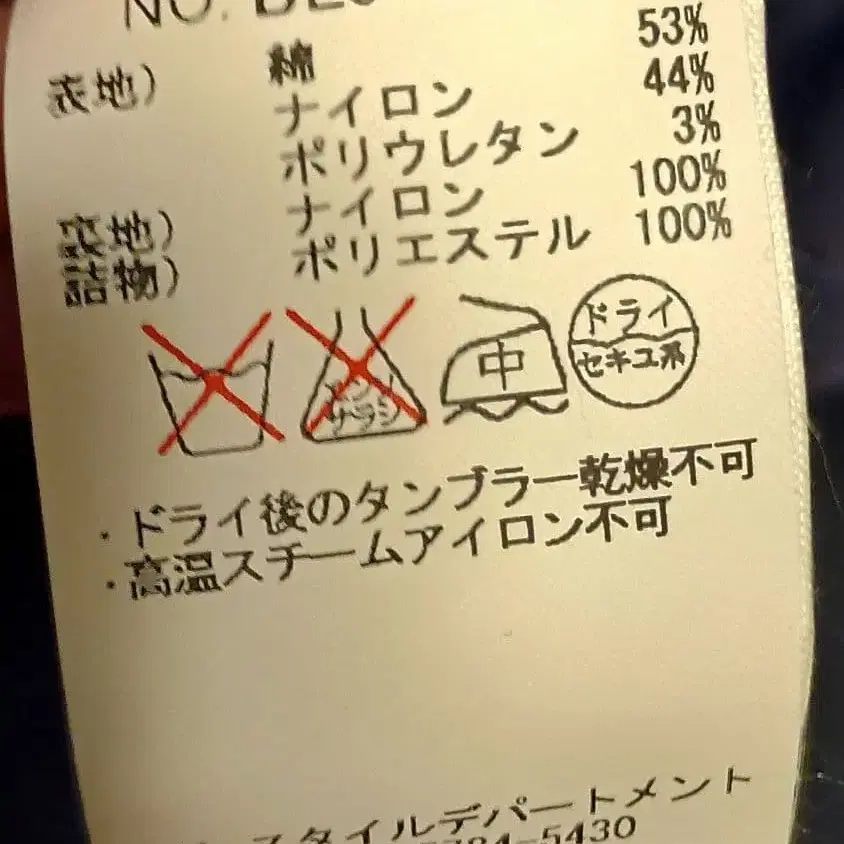 NO.
表地) 綿 53%
ナイロン 44%
ポリウレタン 3%
裏地) ナイロン 100%
詰物) ポリエステル 100%
エンソ サラシ
中
ドライ
セキユ系
・ドライ後のタンブラー乾燥不可
・高温スチームアイロン不可
スタイルデパートメント
5430